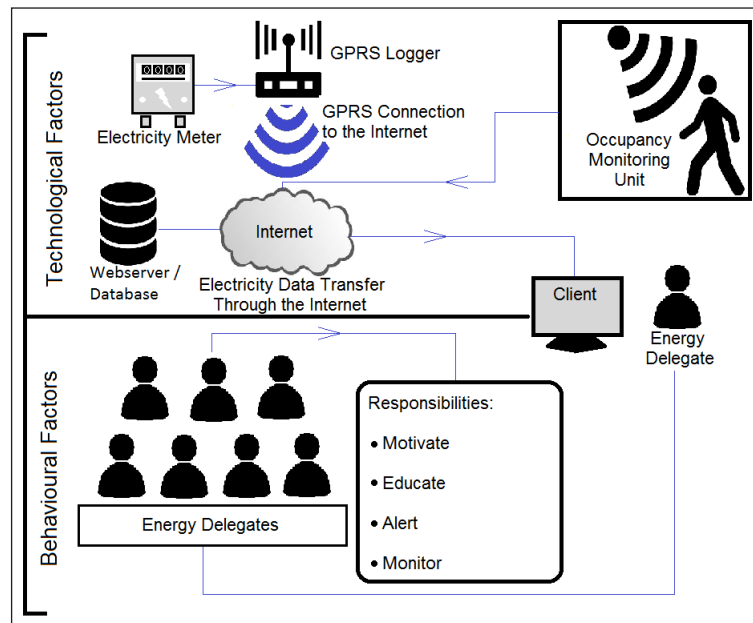 Technological Factors
GPRS Logger
0000
Electricity Meter
GPRS Connection
to the Internet
Occupancy
Monitoring
Unit
Internet
Webserver /
Database
Electricity Data Transfer
Through the Internet
Client
Energy
Delegate
Behavioural Factors
Energy Delegates
Responsibilities:
• Motivate
• Educate
• Alert
• Monitor